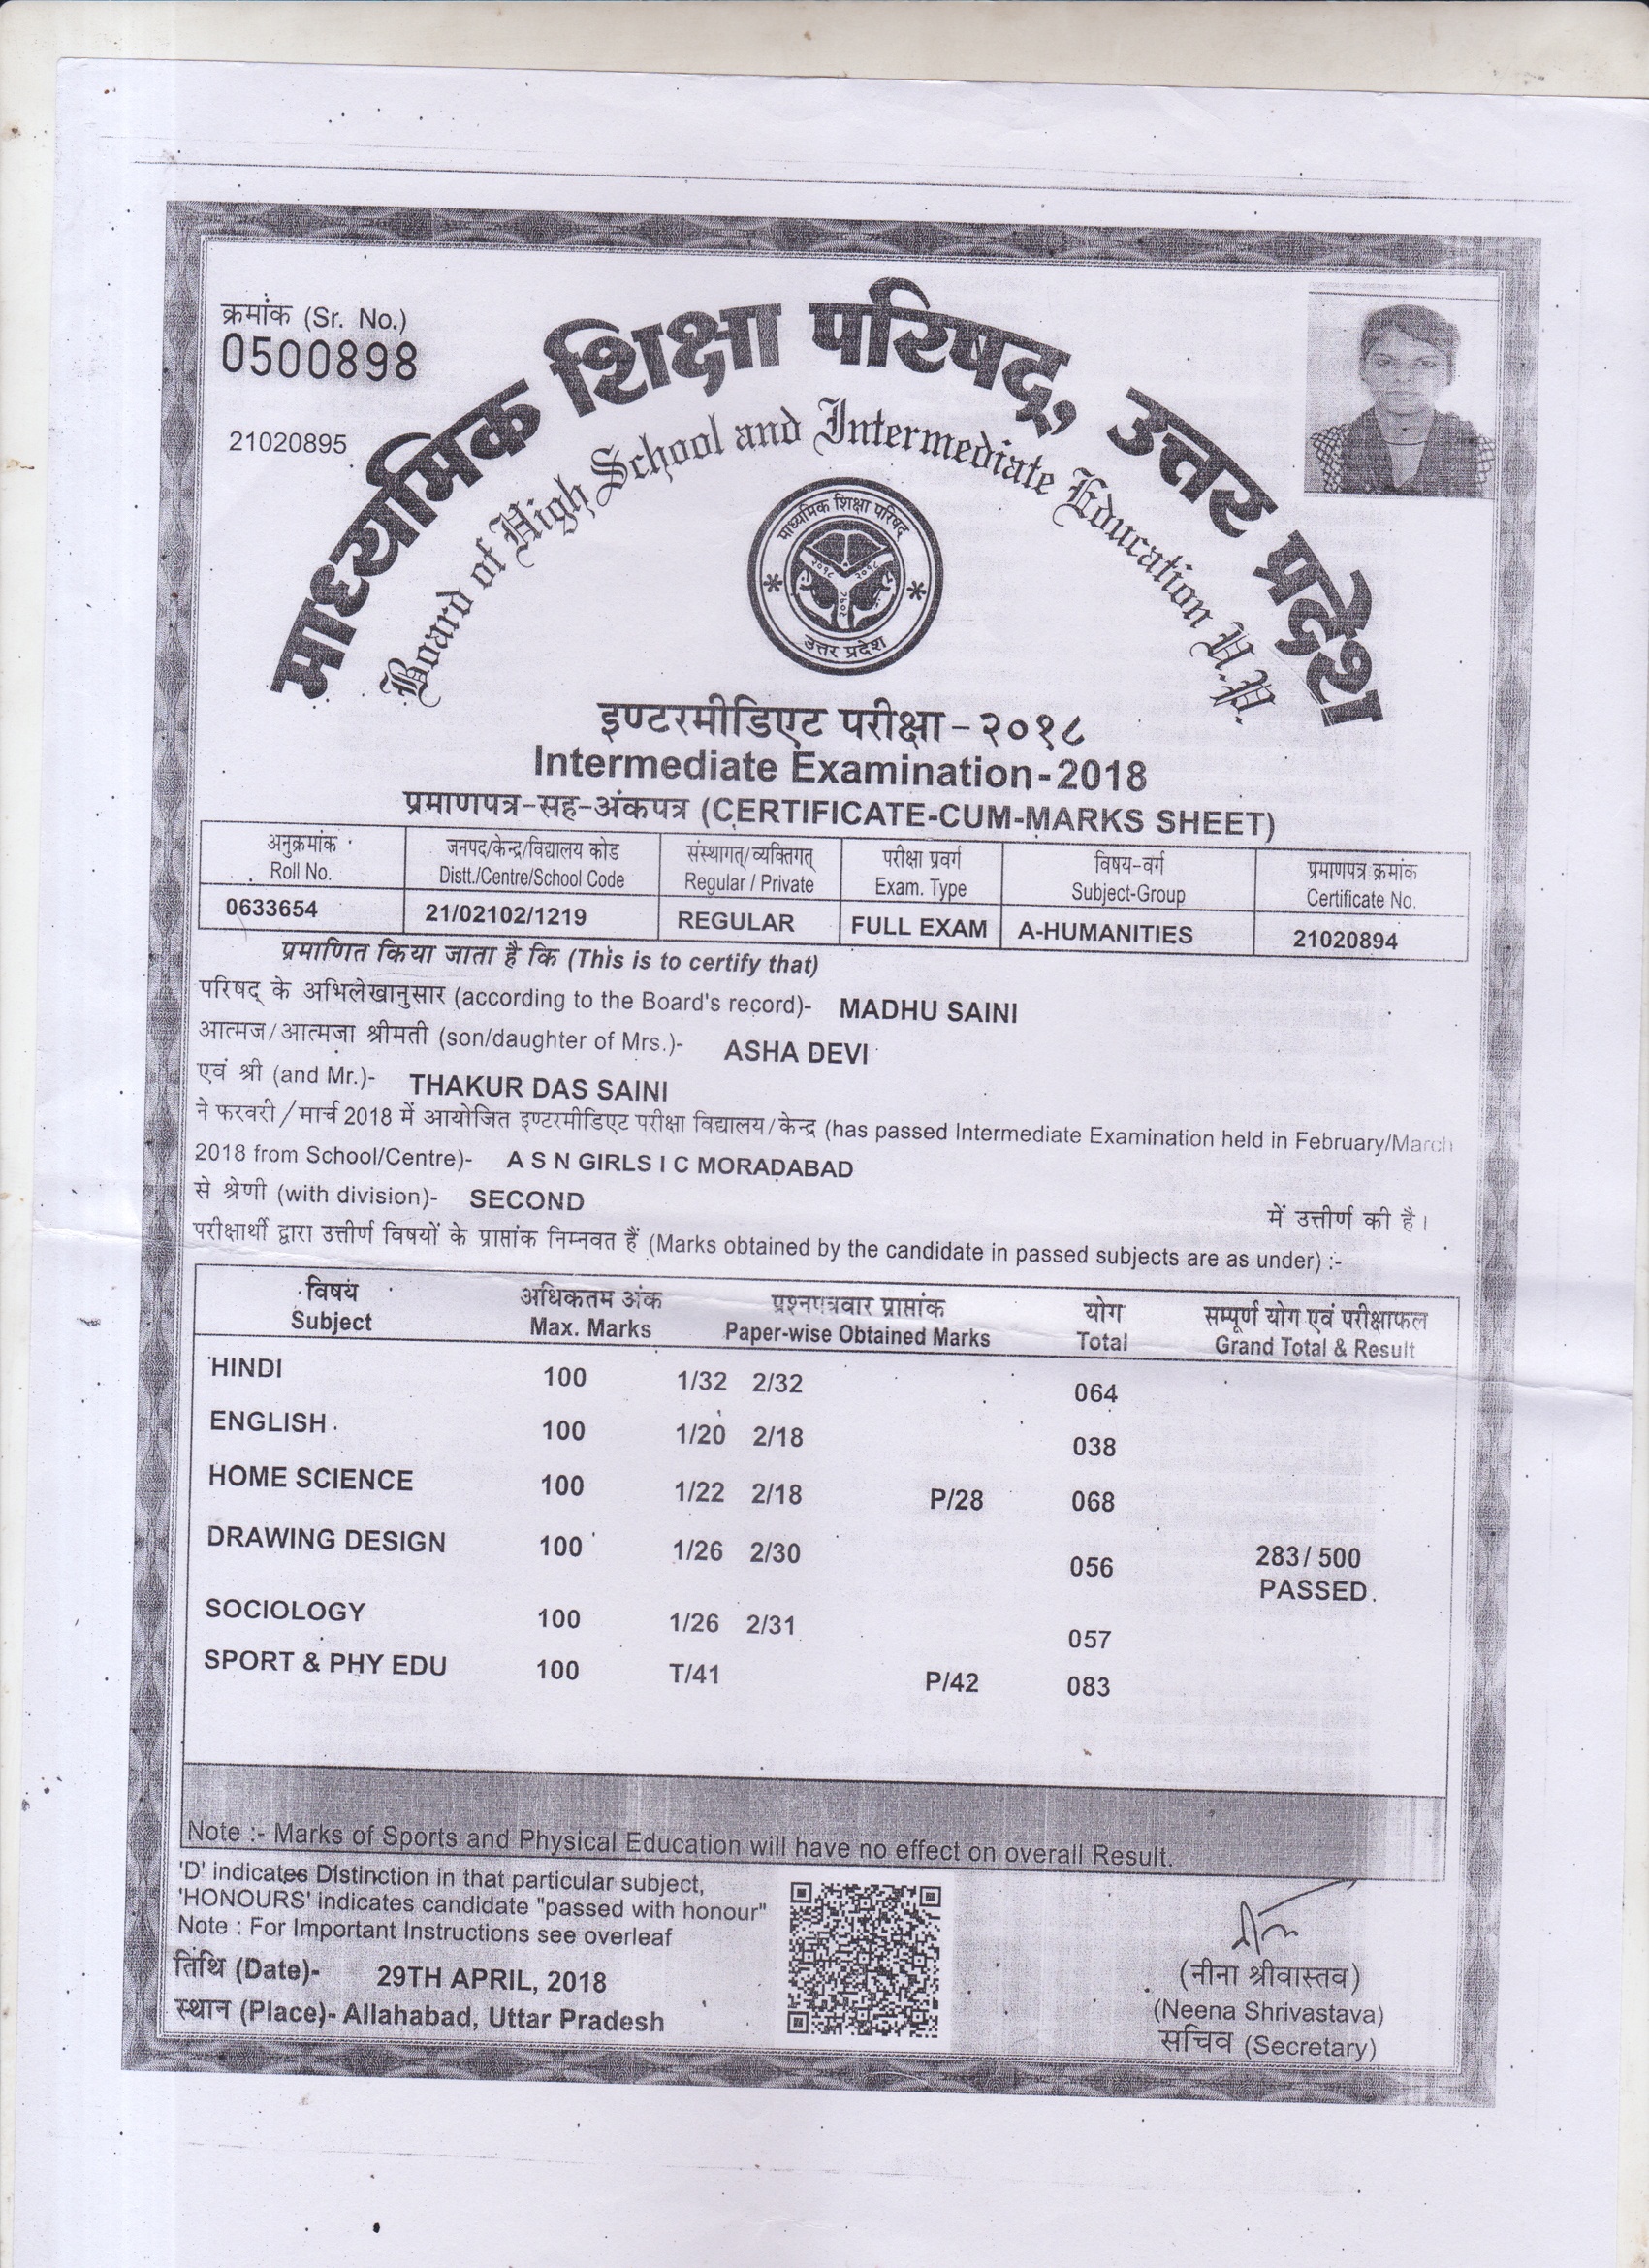 क्रमांक (Sr. No.)
0500898
21020895
माध्यमिक शिक्षा परिषद्, उत्तर प्रदेश
Board of High School and Intermediate Education U.P.
माध्यमिक शिक्षा परिषद्
२०१८ २०१८
२०१८
उत्तर प्रदेश
इण्टरमीडिएट परीक्षा-२०१८
Intermediate Examination-2018
प्रमाणपत्र-सह-अंकपत्र (CERTIFICATE-CUM-MARKS SHEET)
अनुक्रमांक जनपद/केन्द्र/विद्यालय कोड संस्थागत्/व्यक्तिगत् परीक्षा प्रवर्ग विषय-वर्ग प्रमाणपत्र क्रमांक
Roll No. Distt./Centre/School Code Regular / Private Exam. Type Subject-Group Certificate No.
0633654 21/02102/1219 REGULAR FULL EXAM A-HUMANITIES 21020894
प्रमाणित किया जाता है कि (This is to certify that)
परिषद् के अभिलेखानुसार (according to the Board's record)- MADHU SAINI
आत्मज/आत्मजा श्रीमती (son/daughter of Mrs.)- ASHA DEVI
एवं श्री (and Mr.)- THAKUR DAS SAINI
ने फरवरी/मार्च 2018 में आयोजित इण्टरमीडिएट परीक्षा विद्यालय/केन्द्र (has passed Intermediate Examination held in February/March
2018 from School/Centre)- A S N GIRLS I C MORADABAD
से श्रेणी (with division)- SECOND में उत्तीर्ण की है।
परीक्षार्थी द्वारा उत्तीर्ण विषयों के प्राप्तांक निम्नवत हैं (Marks obtained by the candidate in passed subjects are as under) :-
विषय अधिकतम अंक प्रश्नपत्रवार प्राप्तांक योग सम्पूर्ण योग एवं परीक्षाफल
Subject Max. Marks Paper-wise Obtained Marks Total Grand Total & Result
HINDI 100 1/32 2/32 064
ENGLISH 100 1/20 2/18 038
HOME SCIENCE 100 1/22 2/18 P/28 068
DRAWING DESIGN 100 1/26 2/30 056 283/500
PASSED
SOCIOLOGY 100 1/26 2/31 057
SPORT & PHY EDU 100 T/41 P/42 083
Note :- Marks of Sports and Physical Education will have no effect on overall Result.
'D' indicates Distinction in that particular subject,
'HONOURS' indicates candidate "passed with honour"
Note : For Important Instructions see overleaf
तिथि (Date)- 29TH APRIL, 2018
स्थान (Place)- Allahabad, Uttar Pradesh
(नीना श्रीवास्तव)
(Neena Shrivastava)
सचिव (Secretary)